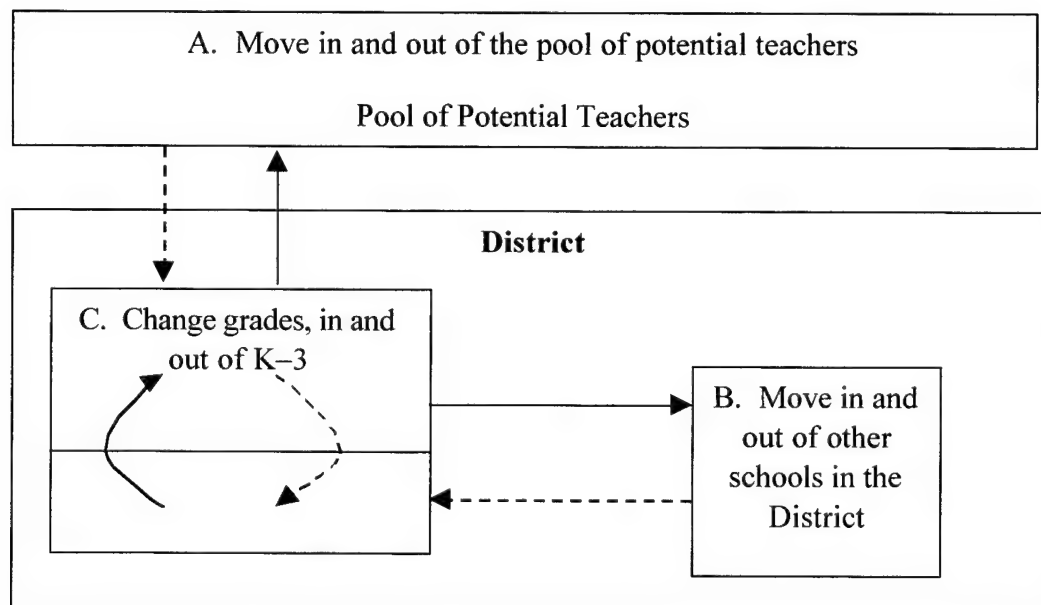 A. Move in and out of the pool of potential teachers
Pool of Potential Teachers
District
C. Change grades, in and
out of K–3
B. Move in and
out of other
schools in the
District